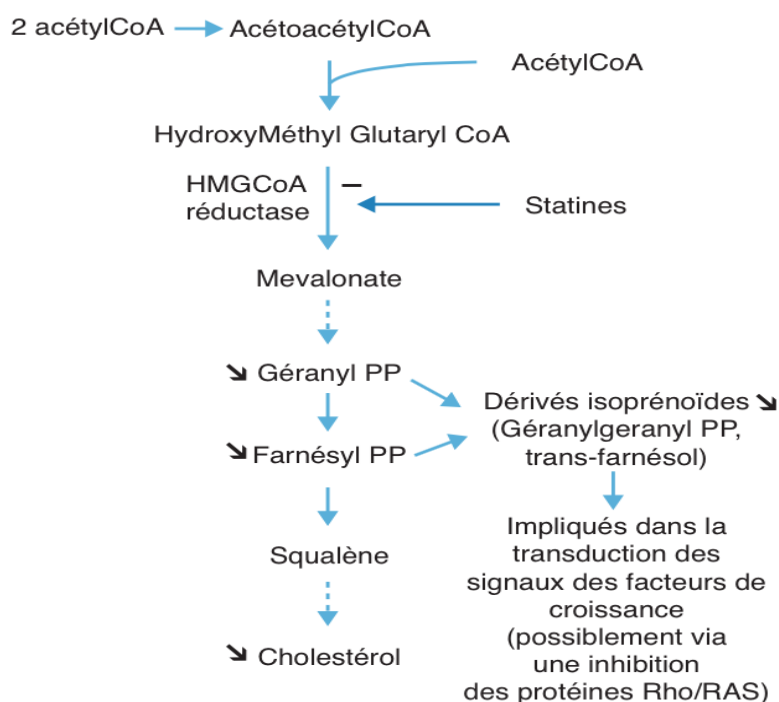 2 acétylCoA → AcétoacétylCoA
AcétylCoA
HydroxyMéthyl Glutaryl CoA
HMGCoA
réductase
–
Statines
Mevalonate
↘ Géranyl PP
↘ Farnésyl PP
Dérivés isoprénoïdes ↘
(Géranylgeranyl PP,
trans-farnésol)
Squalène
↘ Cholestérol
Impliqués dans la
transduction des
signaux des facteurs de
croissance
(possiblement via
une inhibition
des protéines Rho/RAS)